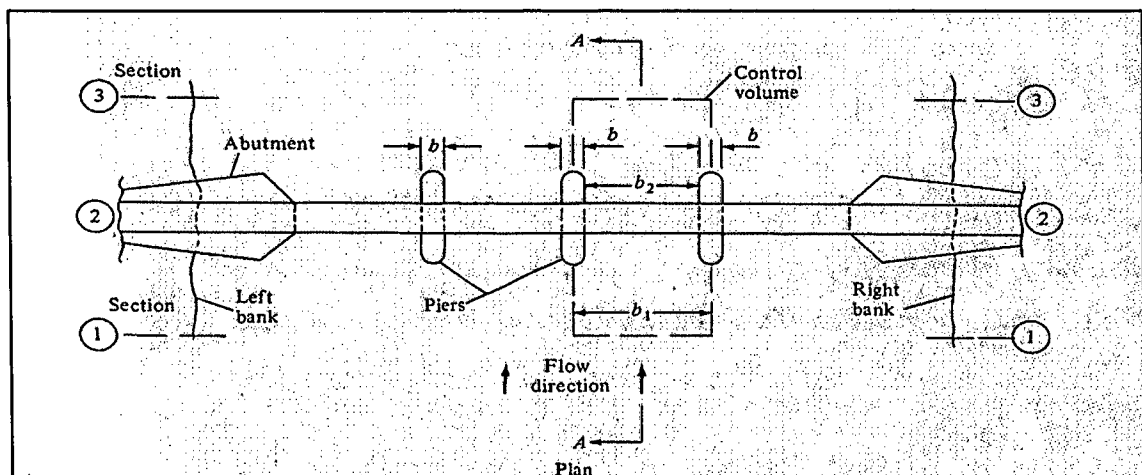 A
Section
Control
volume
3
3
Abutment
b
b
b
b₂
2
2
Section
Left
bank
Piers
Right
bank
b₁
1
1
Flow
direction
A
Plan